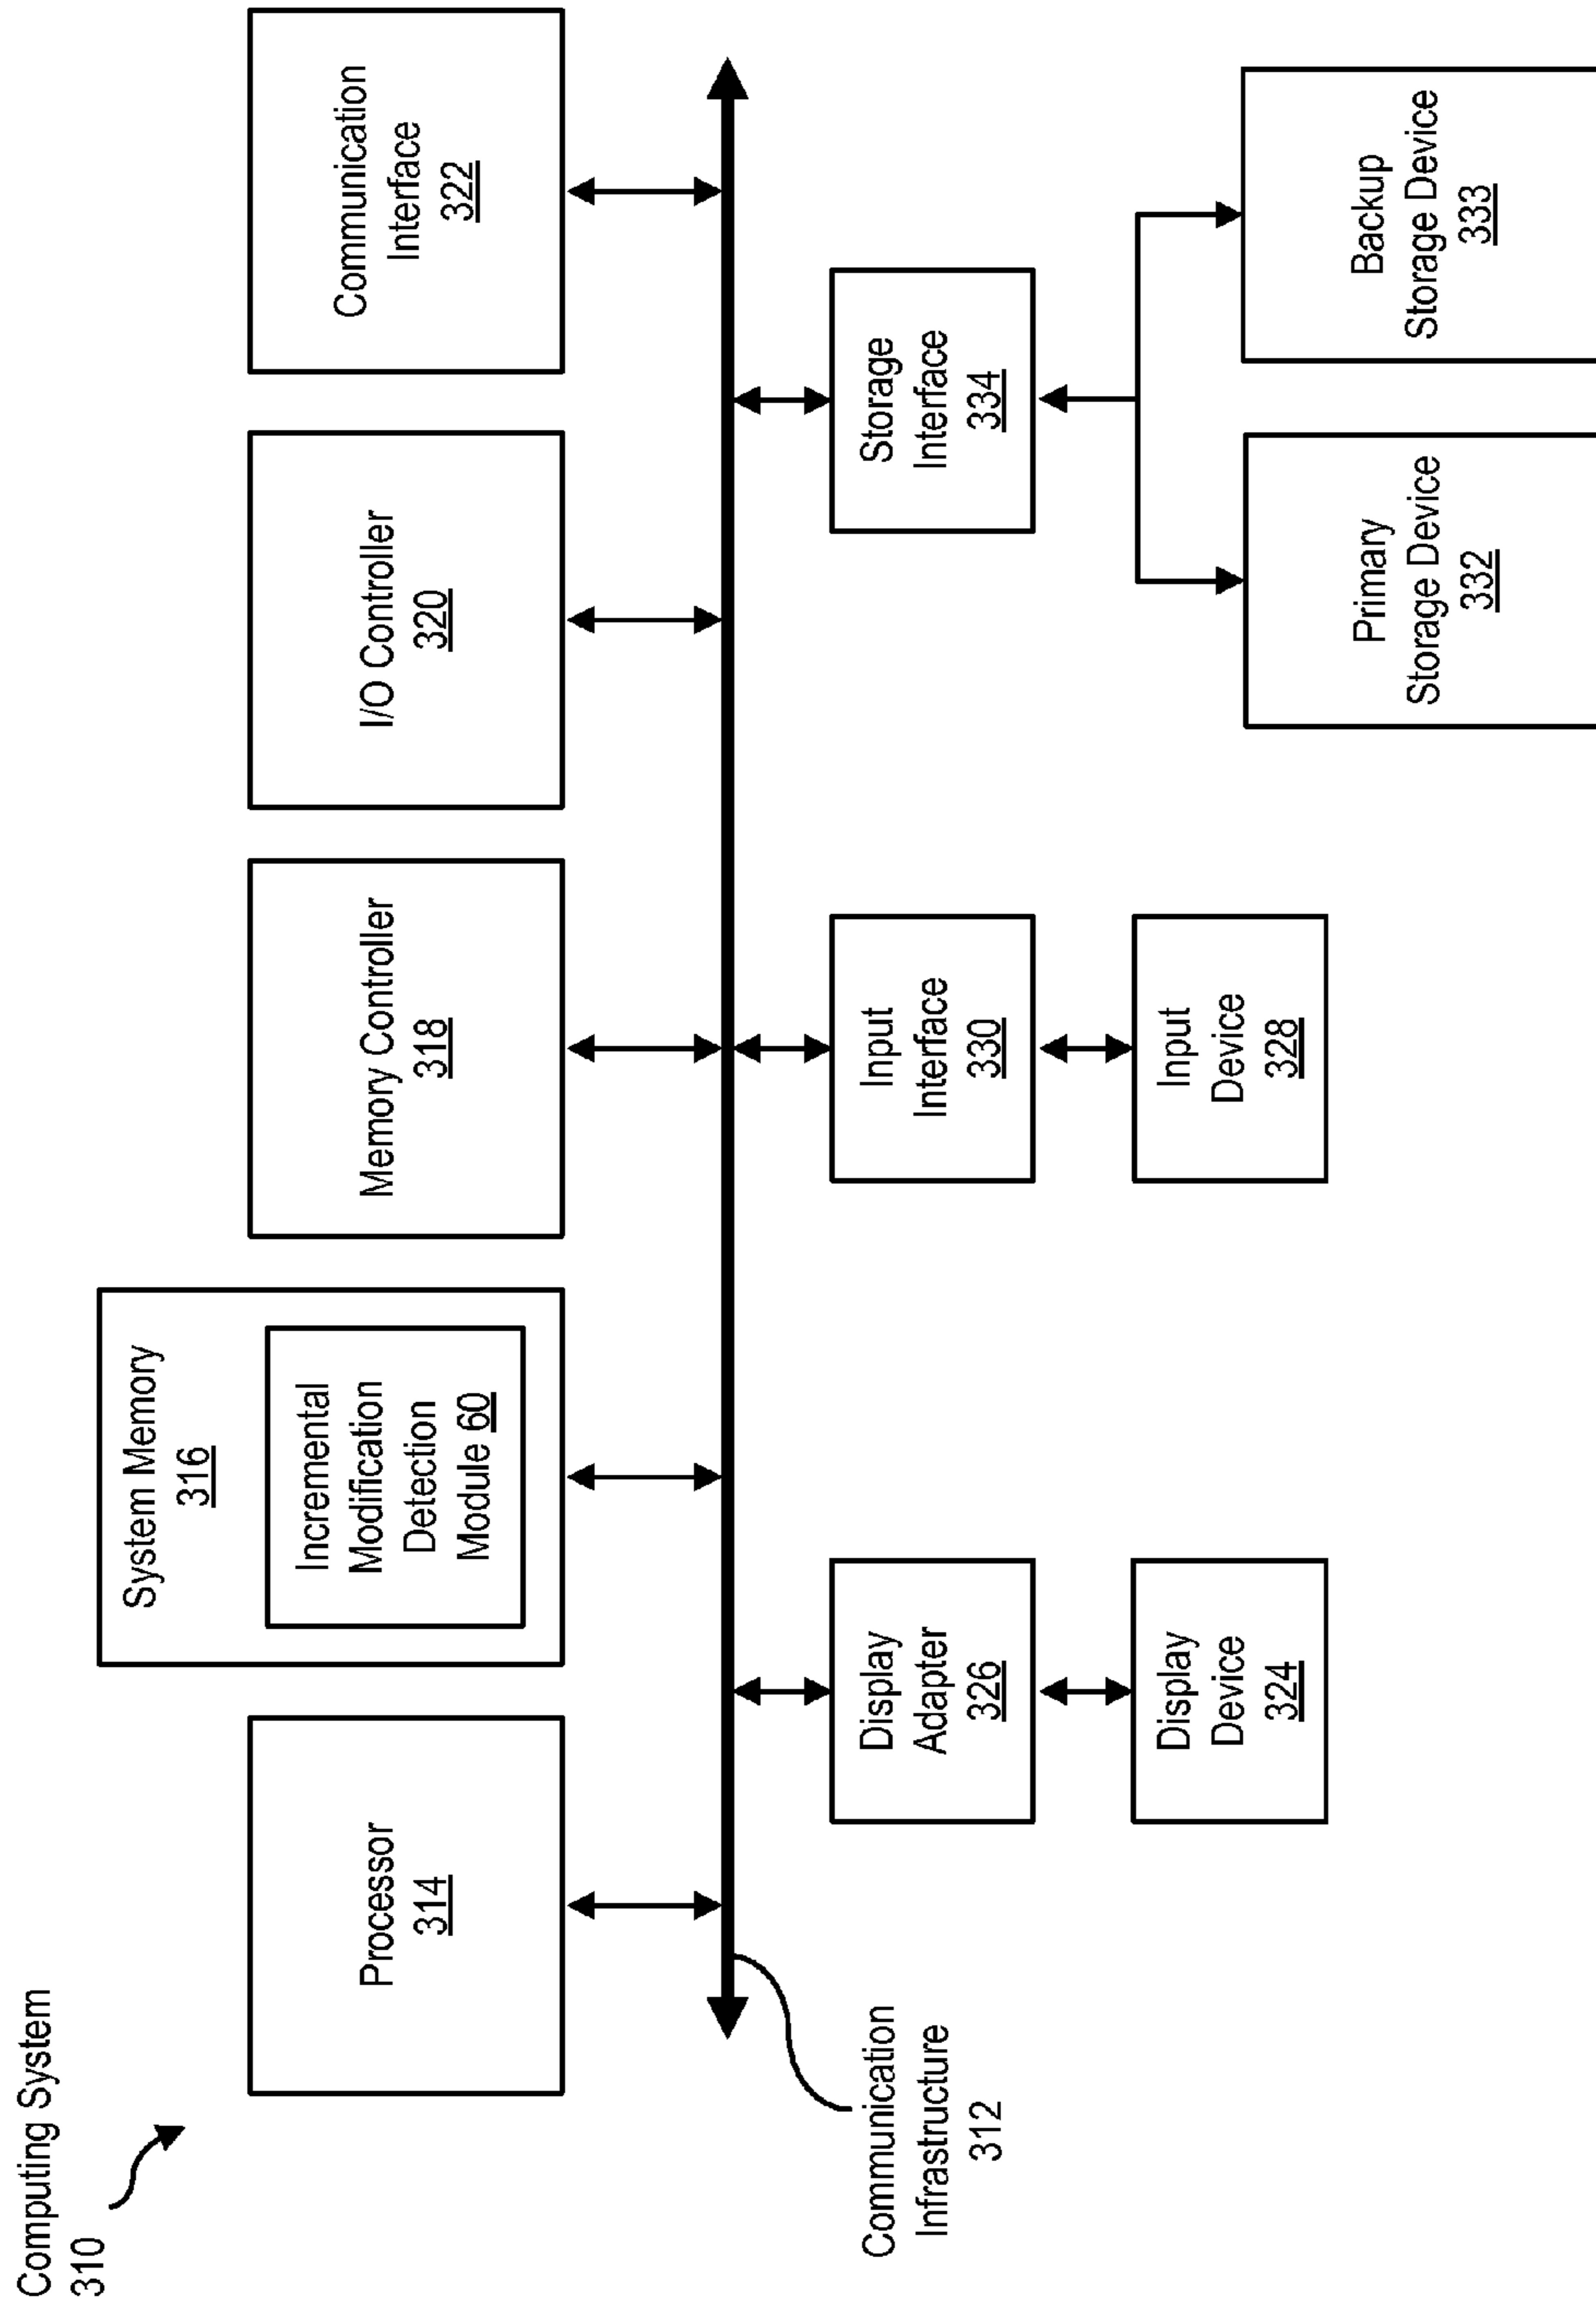 Computing System
310
Processor
314
System Memory
316
Incremental
Modification
Detection
Module 60
Memory Controller
318
I/O Controller
320
Communication
Interface
322
Communication
Infrastructure
312
Display
Adapter
326
Input
Interface
330
Storage
Interface
334
Display
Device
324
Input
Device
328
Primary
Storage Device
332
Backup
Storage Device
333